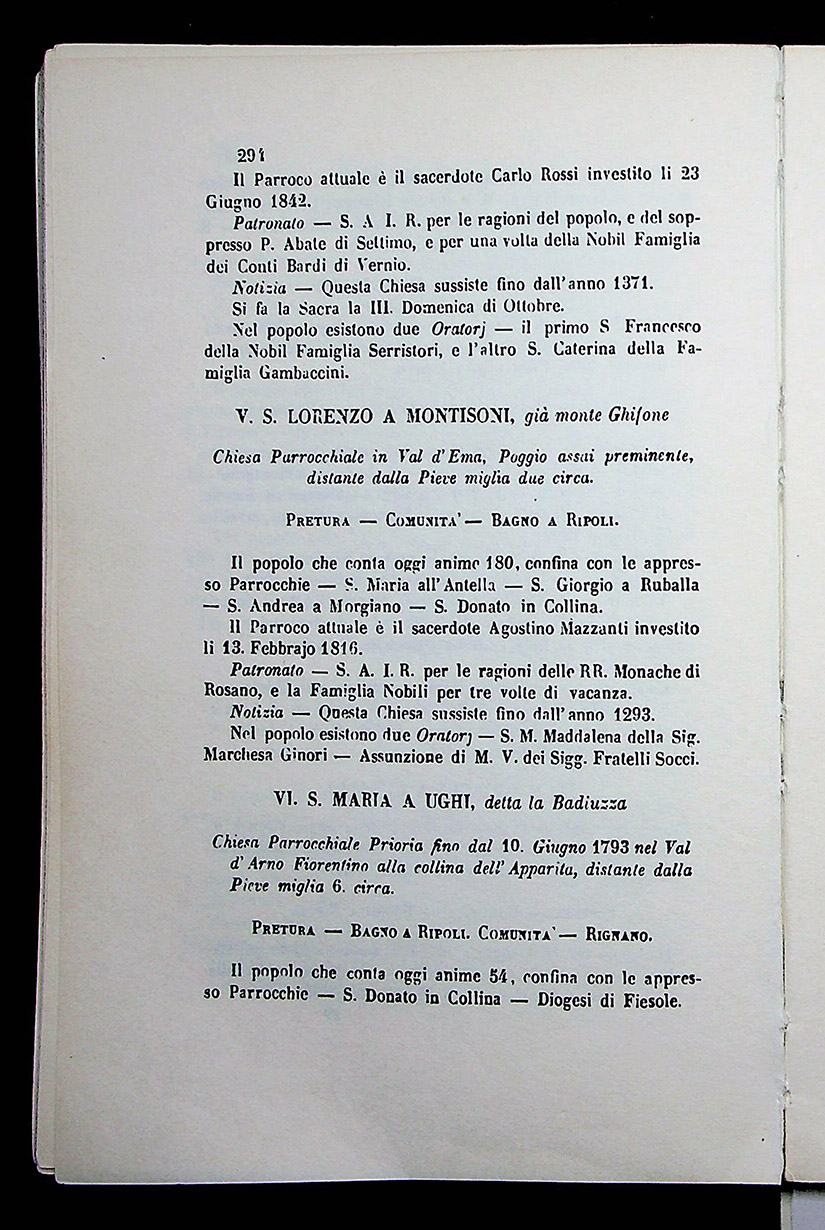 294
Il Parroco attuale è il sacerdote Carlo Rossi investito li 23
Giugno 1842.
Patronato — S. A I. R. per le ragioni del popolo, e del sop-
presso P. Abate di Settimo, e per una volta della Nobil Famiglia
dei Conti Bardi di Vernio.
Notizia — Questa Chiesa sussiste fino dall'anno 1371.
Si fa la Sacra la III. Domenica di Ottobre.
Nel popolo esistono due Oratorj — il primo S Francesco
della Nobil Famiglia Serristori, e l'altro S. Caterina della Fa-
miglia Gambaccini.
V. S. LORENZO A MONTISONI, già monte Ghifone
Chiesa Parrocchiale in Val d'Ema, Poggio assai preminente,
distante dalla Pieve miglia due circa.
PRETURA — COMUNITA' — BAGNO A RIPOLI.
Il popolo che conta oggi anime 180, confina con le appres-
so Parrocchie — S. Maria all'Antella — S. Giorgio a Ruballa
— S. Andrea a Morgiano — S. Donato in Collina.
Il Parroco attuale è il sacerdote Agostino Mazzanti investito
li 13. Febbrajo 1816.
Patronato — S. A. I. R. per le ragioni delle RR. Monache di
Rosano, e la Famiglia Nobili per tre volte di vacanza.
Notizia — Questa Chiesa sussiste fino dall'anno 1293.
Nel popolo esistono due Oratorj — S. M. Maddalena della Sig.
Marchesa Ginori — Assunzione di M. V. dei Sigg. Fratelli Socci.
VI. S. MARIA A UGHI, detta la Badiuzza
Chiesa Parrocchiale Prioria fino dal 10. Giugno 1793 nel Val
d'Arno Fiorentino alla collina dell'Apparita, distante dalla
Pieve miglia 6. circa.
PRETURA — BAGNO A RIPOLI. COMUNITA' — RIGNANO.
Il popolo che conta oggi anime 54, confina con le appres-
so Parrocchie — S. Donato in Collina — Diogesi di Fiesole.